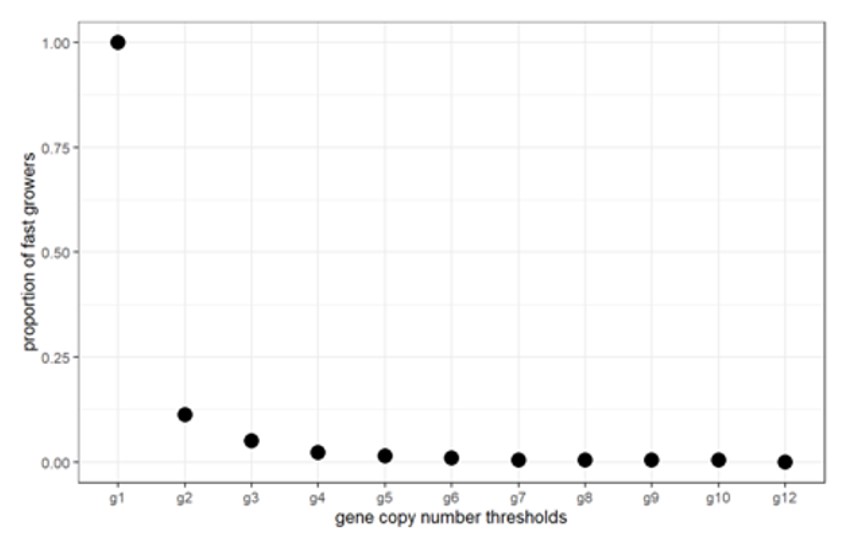 proportion of fast growers
1.00
0.75
0.50
0.25
0.00
g1 g2 g3 g4 g5 g6 g7 g8 g9 g10 g12
gene copy number thresholds